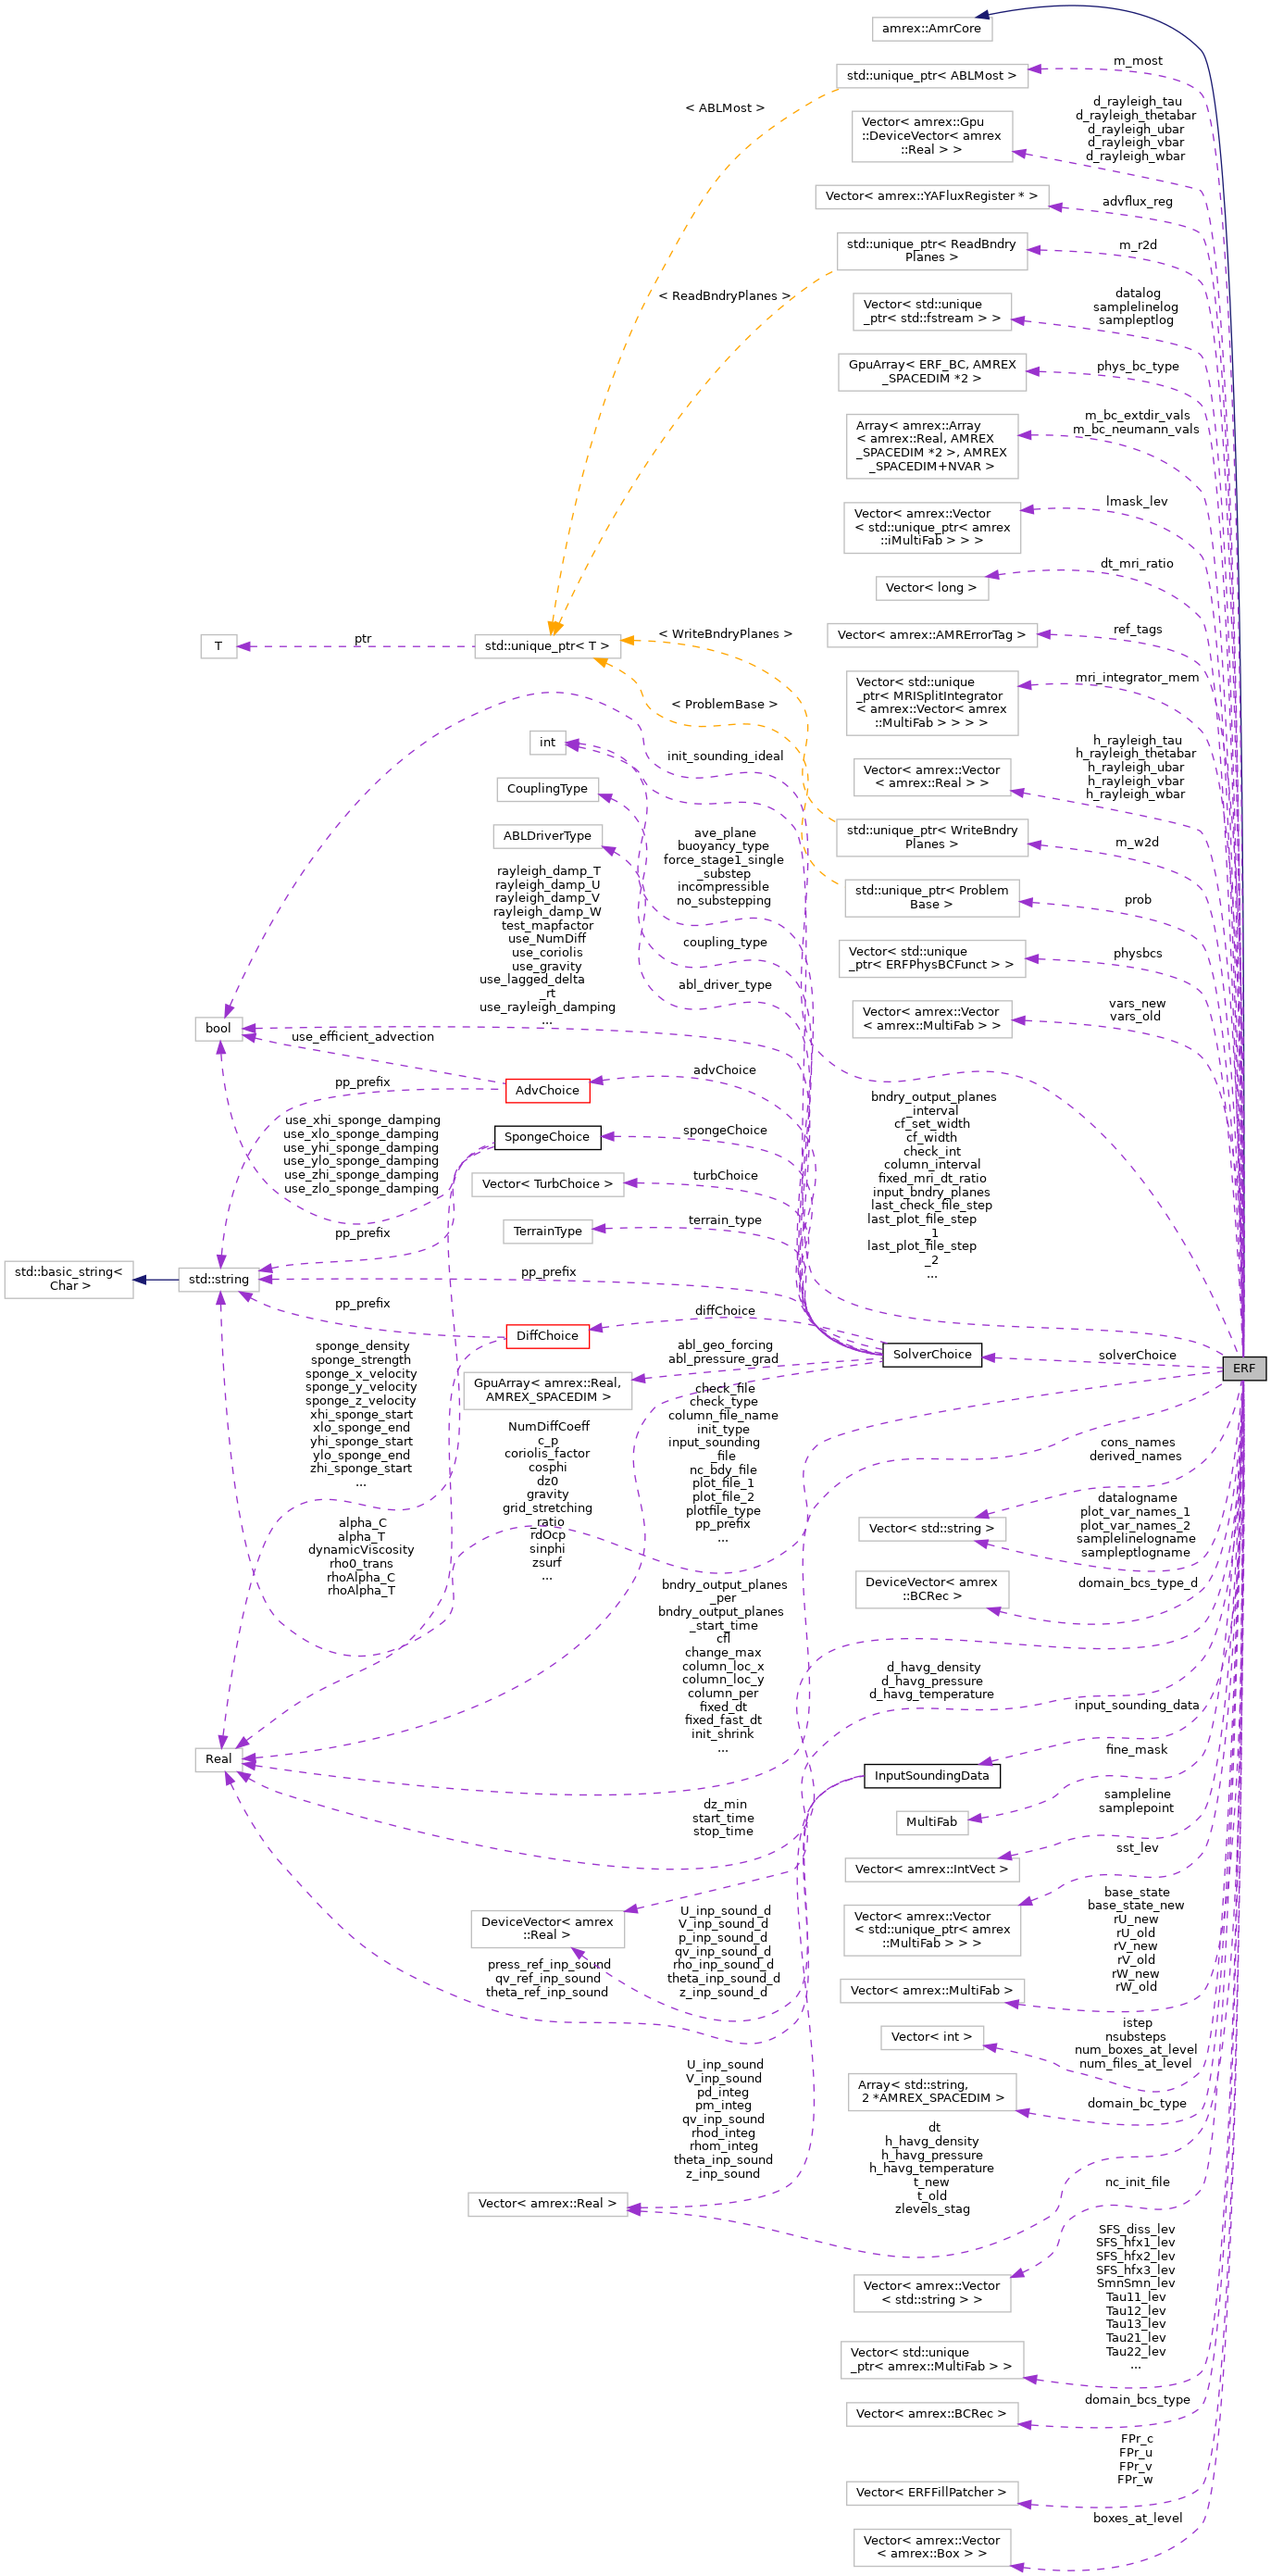 amrex::AmrCore
std::unique_ptr< ABLMost >
m_most
< ABLMost >
Vector< amrex::Gpu
::DeviceVector< amrex
::Real > >
d_rayleigh_tau
d_rayleigh_thetabar
d_rayleigh_ubar
d_rayleigh_vbar
d_rayleigh_wbar
Vector< amrex::YAFluxRegister * >
advflux_reg
std::unique_ptr< ReadBndry
Planes >
m_r2d
< ReadBndryPlanes >
Vector< std::unique
_ptr< std::fstream > >
datalog
samplelinelog
sampleptlog
GpuArray< ERF_BC, AMREX
_SPACEDIM *2 >
phys_bc_type
Array< amrex::Array
< amrex::Real, AMREX
_SPACEDIM *2 >, AMREX
_SPACEDIM+NVAR >
m_bc_extdir_vals
m_bc_neumann_vals
Vector< amrex::Vector
< std::unique_ptr< amrex
::iMultiFab > > >
lmask_lev
Vector< long >
dt_mri_ratio
Vector< amrex::AMRErrorTag >
ref_tags
T
ptr
std::unique_ptr< T >
< WriteBndryPlanes >
Vector< std::unique
_ptr< MRISplitIntegrator
< amrex::Vector< amrex
::MultiFab > > > >
mri_integrator_mem
< ProblemBase >
int
init_sounding_ideal
Vector< amrex::Vector
< amrex::Real > >
h_rayleigh_tau
h_rayleigh_thetabar
h_rayleigh_ubar
h_rayleigh_vbar
h_rayleigh_wbar
CouplingType
ABLDriverType
ave_plane
buoyancy_type
force_stage1_single
_substep
incompressible
no_substepping
std::unique_ptr< WriteBndry
Planes >
m_w2d
std::unique_ptr< Problem
Base >
prob
rayleigh_damp_T
rayleigh_damp_U
rayleigh_damp_V
rayleigh_damp_W
test_mapfactor
use_NumDiff
use_coriolis
use_gravity
use_lagged_delta
_rt
use_rayleigh_damping
...
coupling_type
abl_driver_type
Vector< std::unique
_ptr< ERFPhysBCFunct > >
physbcs
Vector< amrex::Vector
< amrex::MultiFab > >
vars_new
vars_old
bool
use_efficient_advection
AdvChoice
advChoice
pp_prefix
use_xhi_sponge_damping
use_xlo_sponge_damping
use_yhi_sponge_damping
use_ylo_sponge_damping
use_zhi_sponge_damping
use_zlo_sponge_damping
SpongeChoice
spongeChoice
Vector< TurbChoice >
turbChoice
TerrainType
terrain_type
pp_prefix
bndry_output_planes
_interval
cf_set_width
cf_width
check_int
column_interval
fixed_mri_dt_ratio
input_bndry_planes
last_check_file_step
last_plot_file_step
_1
last_plot_file_step
_2
...
std::basic_string<
Char >
std::string
pp_prefix
pp_prefix
DiffChoice
diffChoice
SolverChoice
solverChoice
ERF
GpuArray< amrex::Real,
AMREX_SPACEDIM >
abl_geo_forcing
abl_pressure_grad
sponge_density
sponge_strength
sponge_x_velocity
sponge_y_velocity
sponge_z_velocity
xhi_sponge_start
xlo_sponge_end
yhi_sponge_start
ylo_sponge_end
zhi_sponge_start
...
alpha_C
alpha_T
dynamicViscosity
rho0_trans
rhoAlpha_C
rhoAlpha_T
NumDiffCoeff
c_p
coriolis_factor
cosphi
dz0
gravity
grid_stretching
_ratio
rdOcp
sinphi
zsurf
...
check_file
check_type
column_file_name
init_type
input_sounding
_file
nc_bdy_file
plot_file_1
plot_file_2
plotfile_type
pp_prefix
...
cons_names
derived_names
Vector< std::string >
datalogname
plot_var_names_1
plot_var_names_2
samplelinelogname
sampleptlogname
DeviceVector< amrex
::BCRec >
domain_bcs_type_d
bndry_output_planes
_per
bndry_output_planes
_start_time
cfl
change_max
column_loc_x
column_loc_y
column_per
fixed_dt
fixed_fast_dt
init_shrink
...
d_havg_density
d_havg_pressure
d_havg_temperature
input_sounding_data
Real
InputSoundingData
fine_mask
dz_min
start_time
stop_time
MultiFab
sampleline
samplepoint
Vector< amrex::IntVect >
sst_lev
DeviceVector< amrex
::Real >
U_inp_sound_d
V_inp_sound_d
p_inp_sound_d
qv_inp_sound_d
rho_inp_sound_d
theta_inp_sound_d
z_inp_sound_d
Vector< amrex::Vector
< std::unique_ptr< amrex
::MultiFab > > >
base_state
base_state_new
rU_new
rU_old
rV_new
rV_old
rW_new
rW_old
press_ref_inp_sound
qv_ref_inp_sound
theta_ref_inp_sound
Vector< amrex::MultiFab >
Vector< int >
istep
nsubsteps
num_boxes_at_level
num_files_at_level
U_inp_sound
V_inp_sound
pd_integ
pm_integ
qv_inp_sound
rhod_integ
rhom_integ
theta_inp_sound
z_inp_sound
Array< std::string,
2 *AMREX_SPACEDIM >
domain_bc_type
dt
h_havg_density
h_havg_pressure
h_havg_temperature
t_new
t_old
zlevels_stag
Vector< amrex::Real >
nc_init_file
Vector< amrex::Vector
< std::string > >
SFS_diss_lev
SFS_hfx1_lev
SFS_hfx2_lev
SFS_hfx3_lev
SmnSmn_lev
Tau11_lev
Tau12_lev
Tau13_lev
Tau21_lev
Tau22_lev
...
Vector< std::unique
_ptr< amrex::MultiFab > >
Vector< amrex::BCRec >
domain_bcs_type
FPr_c
FPr_u
FPr_v
FPr_w
Vector< ERFFillPatcher >
boxes_at_level
Vector< amrex::Vector
< amrex::Box > >